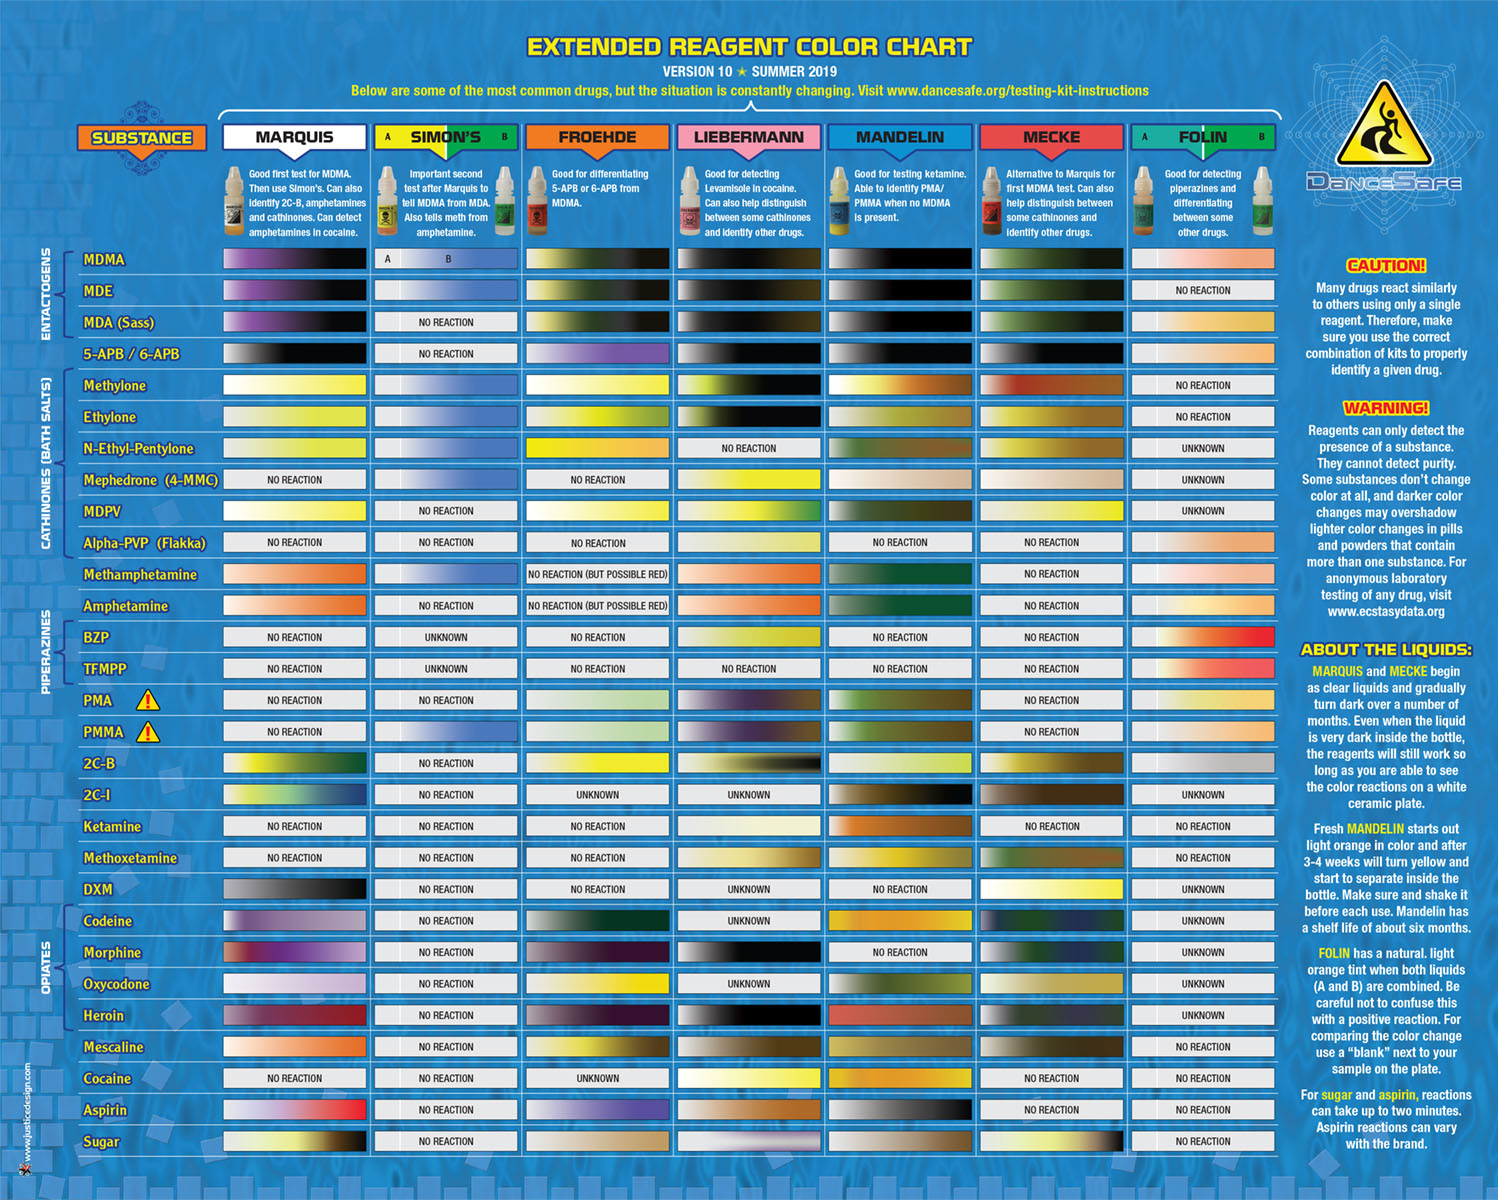 EXTENDED REAGENT COLOR CHART
VERSION 10 ★ SUMMER 2019
Below are some of the most common drugs, but the situation is constantly changing. Visit www.dancesafe.org/testing-kit-instructions
SUBSTANCE
MARQUIS
A SIMON'S B
FROEHDE
LIEBERMANN
MANDELIN
MECKE
A FOLIN B
Good first test for MDMA.
Then use Simon's. Can also
identify 2C-B, amphetamines
and cathinones. Can detect
amphetamines in cocaine.
Important second
test after Marquis to
tell MDMA from MDA.
Also tells meth from
amphetamine.
Good for differentiating
5-APB or 6-APB from
MDMA.
Good for detecting
Levamisole in cocaine.
Can also help distinguish
between some cathinones
and identify other drugs.
Good for testing ketamine.
Able to identify PMA/
PMMA when no MDMA
is present.
Alternative to Marquis for
first MDMA test. Can also
help distinguish between
some cathinones and
identify other drugs.
Good for detecting
piperazines and
differentiating
between some
other drugs.
ENTACTOGENS
MDMA A B
MDE NO REACTION
MDA (Sass) NO REACTION
5-APB / 6-APB NO REACTION
CATHINONES (BATH SALTS)
Methylone NO REACTION
Ethylone NO REACTION
N-Ethyl-Pentylone NO REACTION UNKNOWN
Mephedrone (4-MMC) NO REACTION NO REACTION UNKNOWN
MDPV NO REACTION UNKNOWN
Alpha-PVP (Flakka) NO REACTION NO REACTION NO REACTION NO REACTION NO REACTION
Methamphetamine NO REACTION (BUT POSSIBLE RED) NO REACTION
Amphetamine NO REACTION NO REACTION (BUT POSSIBLE RED) NO REACTION
PIPERAZINES
BZP NO REACTION UNKNOWN NO REACTION NO REACTION NO REACTION
TFMPP NO REACTION UNKNOWN NO REACTION NO REACTION NO REACTION NO REACTION
PMA ! NO REACTION NO REACTION NO REACTION
PMMA ! NO REACTION NO REACTION
2C-B NO REACTION
2C-I NO REACTION UNKNOWN UNKNOWN UNKNOWN
Ketamine NO REACTION NO REACTION NO REACTION NO REACTION NO REACTION
Methoxetamine NO REACTION NO REACTION NO REACTION NO REACTION
DXM NO REACTION NO REACTION UNKNOWN NO REACTION UNKNOWN
OPIATES
Codeine NO REACTION UNKNOWN UNKNOWN
Morphine NO REACTION NO REACTION UNKNOWN
Oxycodone NO REACTION UNKNOWN UNKNOWN
Heroin NO REACTION UNKNOWN
Mescaline NO REACTION NO REACTION
Cocaine NO REACTION NO REACTION UNKNOWN NO REACTION NO REACTION
Aspirin NO REACTION NO REACTION NO REACTION
Sugar NO REACTION NO REACTION
DANCESAFE
CAUTION!
Many drugs react similarly
to others using only a single
reagent. Therefore, make
sure you use the correct
combination of kits to properly
identify a given drug.
WARNING!
Reagents can only detect the
presence of a substance.
They cannot detect purity.
Some substances don't change
color at all, and darker color
changes may overshadow
lighter color changes in pills
and powders that contain
more than one substance. For
anonymous laboratory
testing of any drug, visit
www.ecstasydata.org
ABOUT THE LIQUIDS:
MARQUIS and MECKE begin
as clear liquids and gradually
turn dark over a number of
months. Even when the liquid
is very dark inside the bottle,
the reagents will still work so
long as you are able to see
the color reactions on a white
ceramic plate.
Fresh MANDELIN starts out
light orange in color and after
3-4 weeks will turn yellow and
start to separate inside the
bottle. Make sure and shake it
before each use. Mandelin has
a shelf life of about six months.
FOLIN has a natural. light
orange tint when both liquids
(A and B) are combined. Be
careful not to confuse this
with a positive reaction. For
comparing the color change
use a “blank” next to your
sample on the plate.
For sugar and aspirin, reactions
can take up to two minutes.
Aspirin reactions can vary
with the brand.
www.justicedesign.com